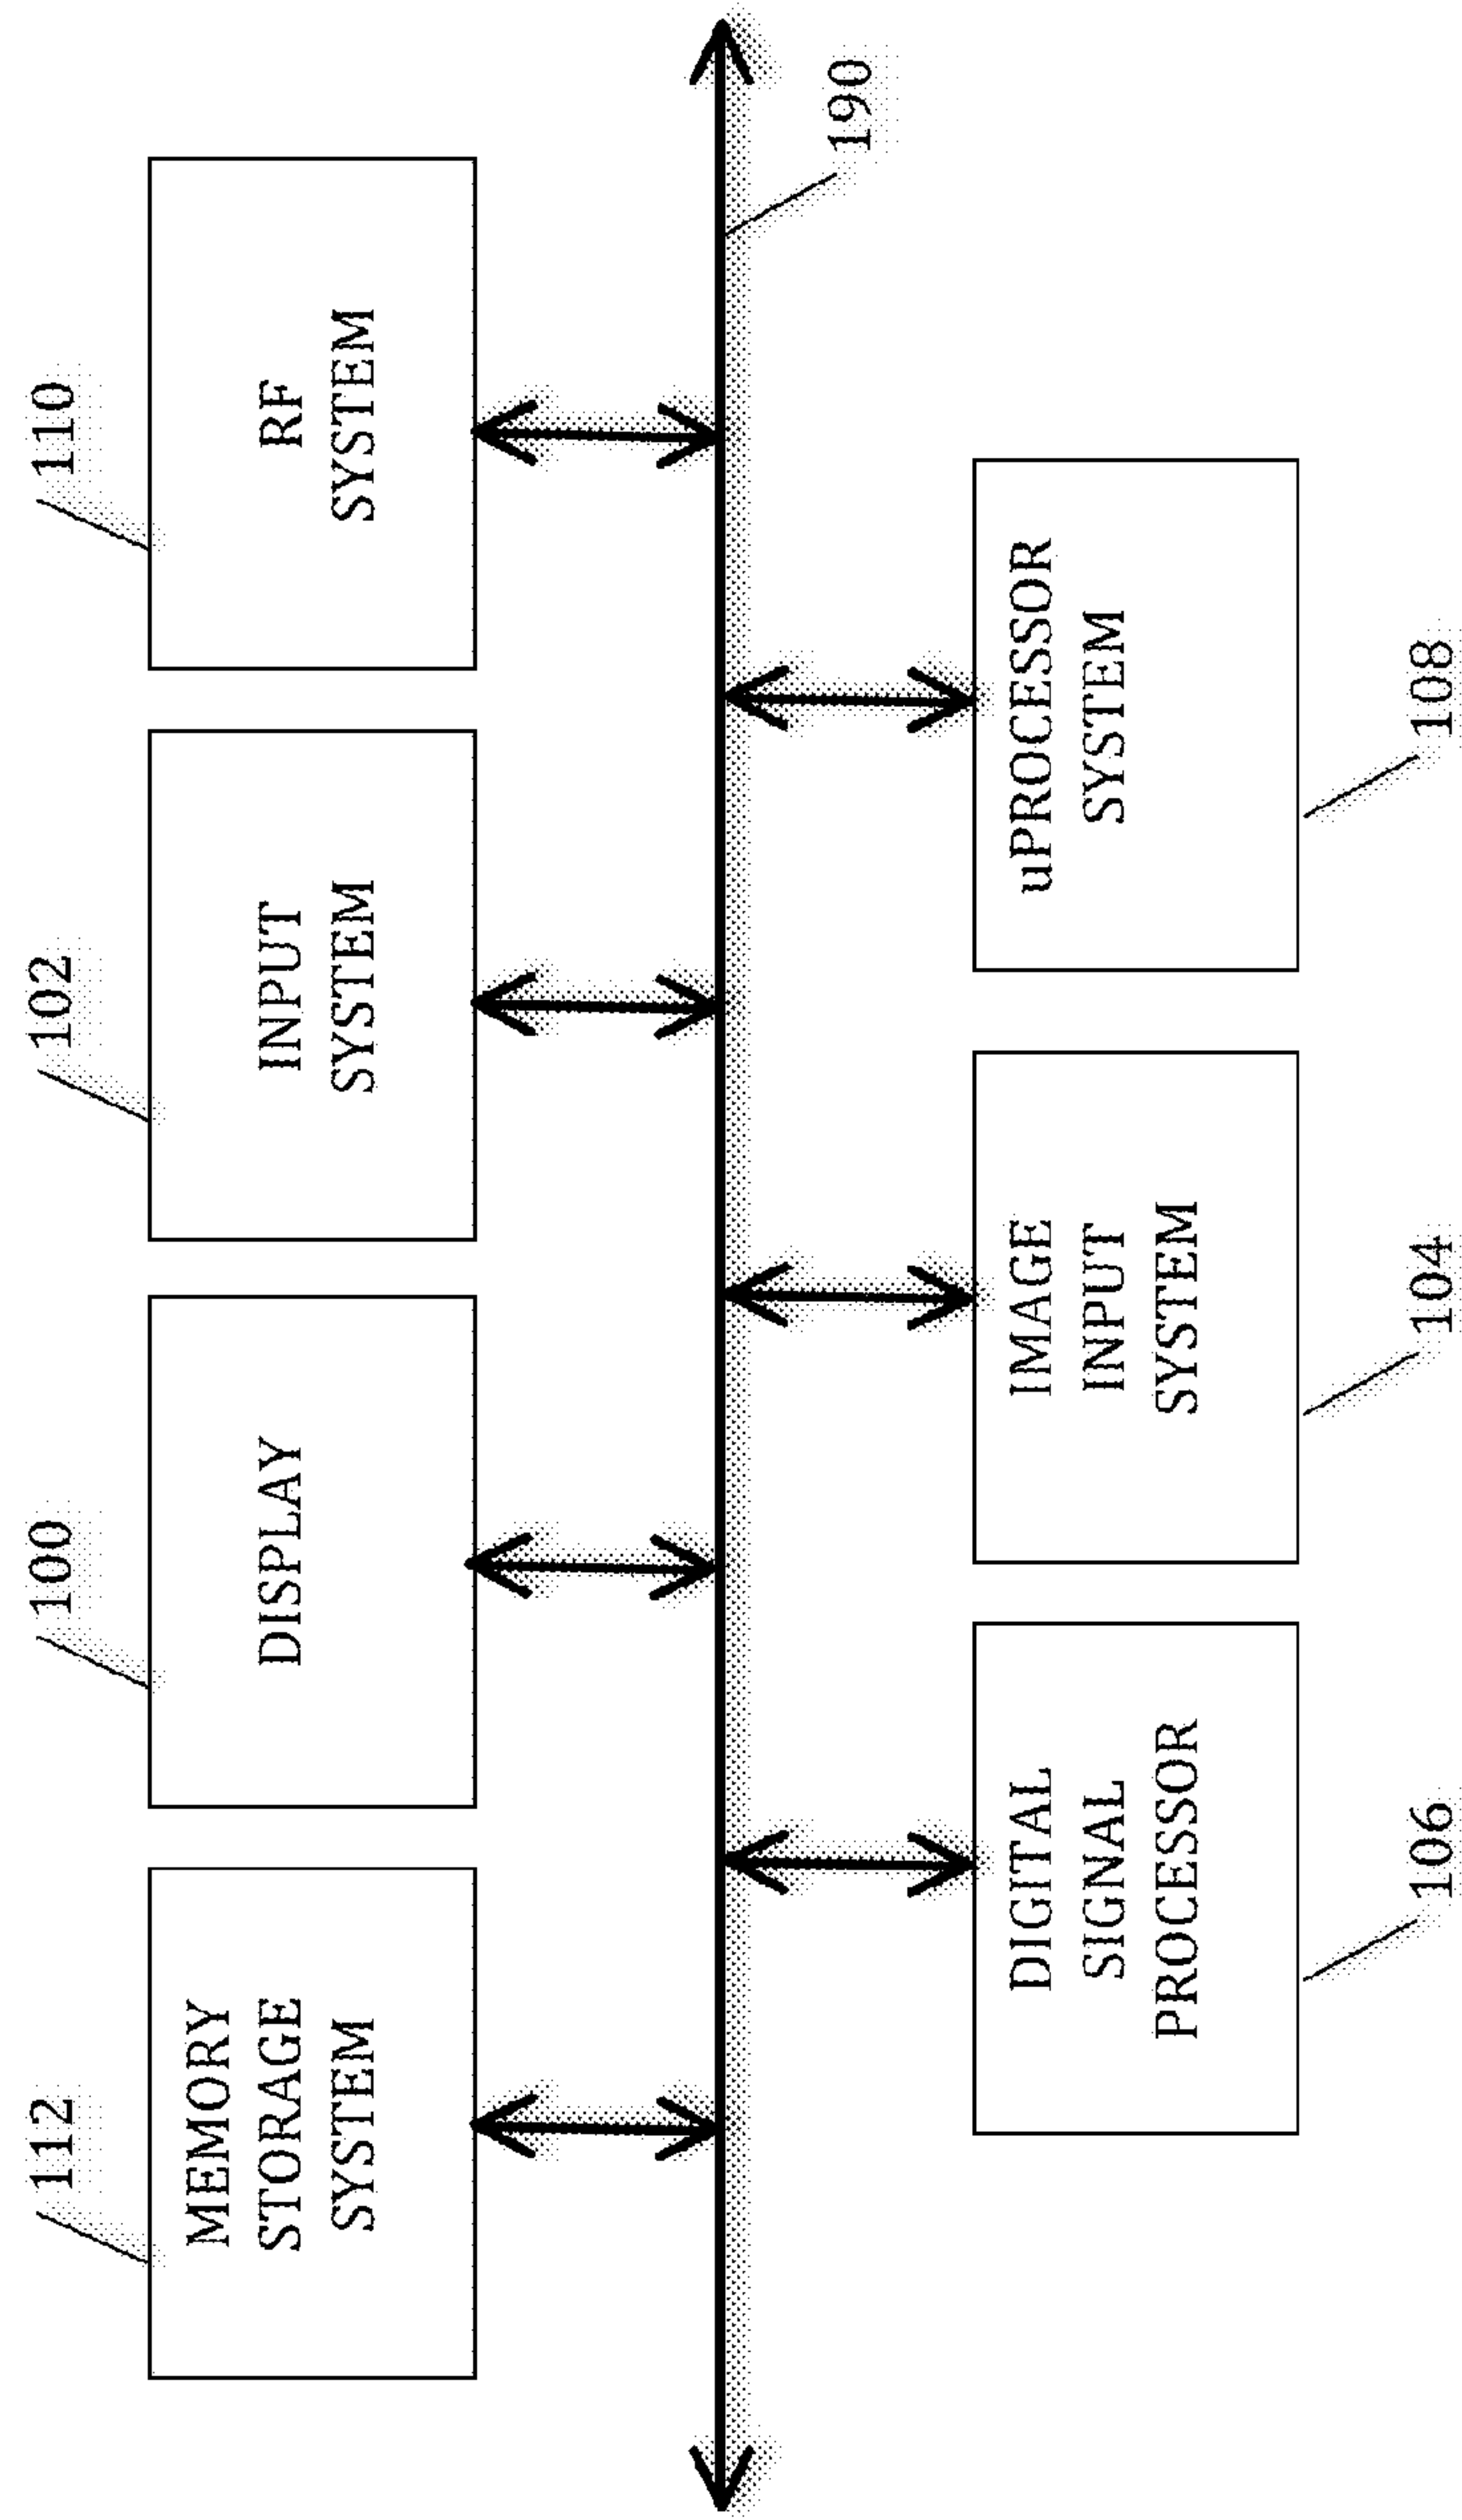 112
100
102
110
MEMORY
STORAGE
SYSTEM
DISPLAY
INPUT
SYSTEM
RF
SYSTEM
190
DIGITAL
SIGNAL
PROCESSOR
IMAGE
INPUT
SYSTEM
uPROCESSOR
SYSTEM
106
104
108